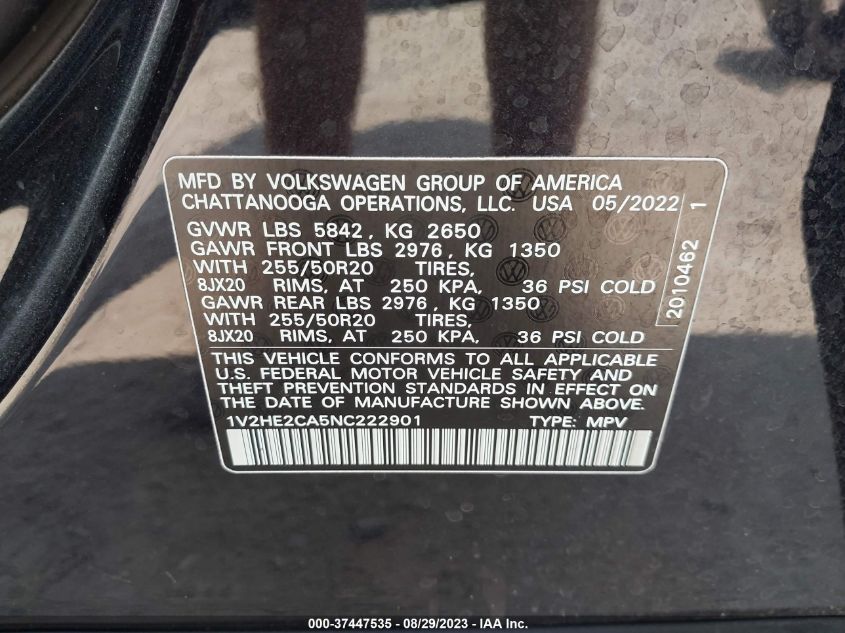 MFD BY VOLKSWAGEN GROUP OF AMERICA
CHATTANOOGA OPERATIONS, LLC. USA 05/2022
GVWR LBS 5842, KG 2650
GAWR FRONT LBS 2976, KG 1350
WITH 255/50R20 TIRES,
8JX20 RIMS, AT 250 KPA, 36 PSI COLD
GAWR REAR LBS 2976, KG 1350
WITH 255/50R20 TIRES,
8JX20 RIMS, AT 250 KPA, 36 PSI COLD
THIS VEHICLE CONFORMS TO ALL APPLICABLE
U.S. FEDERAL MOTOR VEHICLE SAFETY AND
THEFT PREVENTION STANDARDS IN EFFECT ON
THE DATE OF MANUFACTURE SHOWN ABOVE.
1V2HE2CA5NC222901 TYPE: MPV
2010462 1
000-37447535 - 08/29/2023 - © Copyright 2023 IAA, LLC